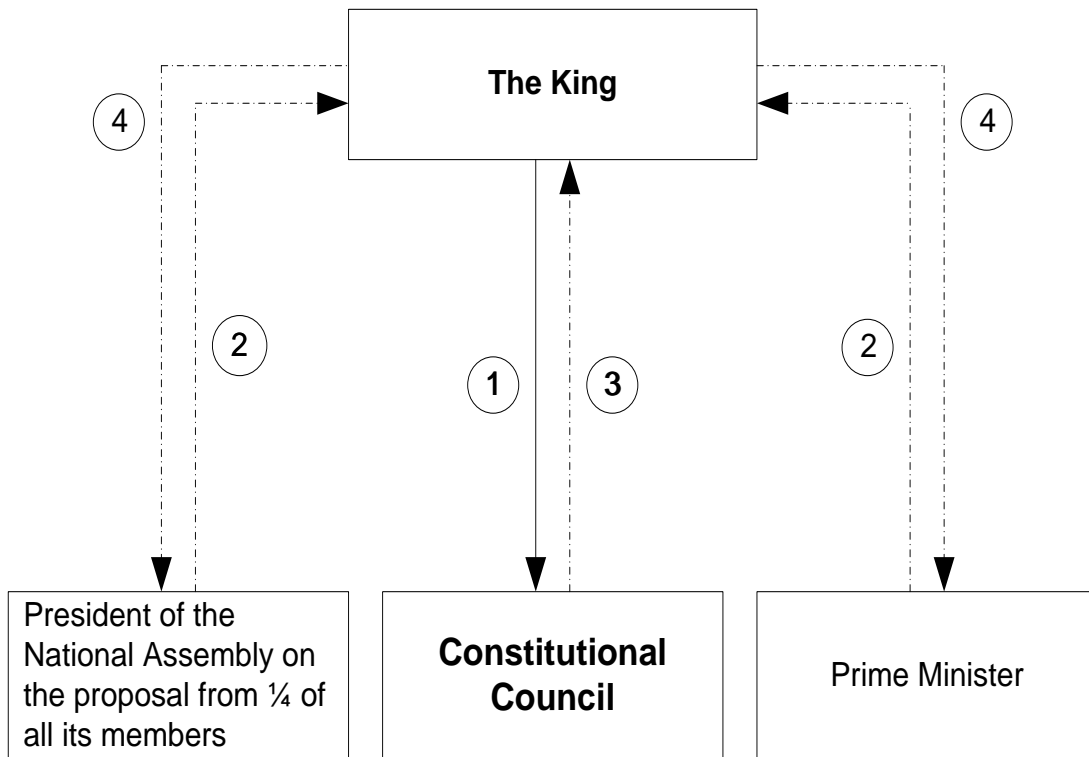 The King
4
4
2
2
1
3
President of the
National Assembly on
the proposal from ¼ of
all its members
Constitutional
Council
Prime Minister